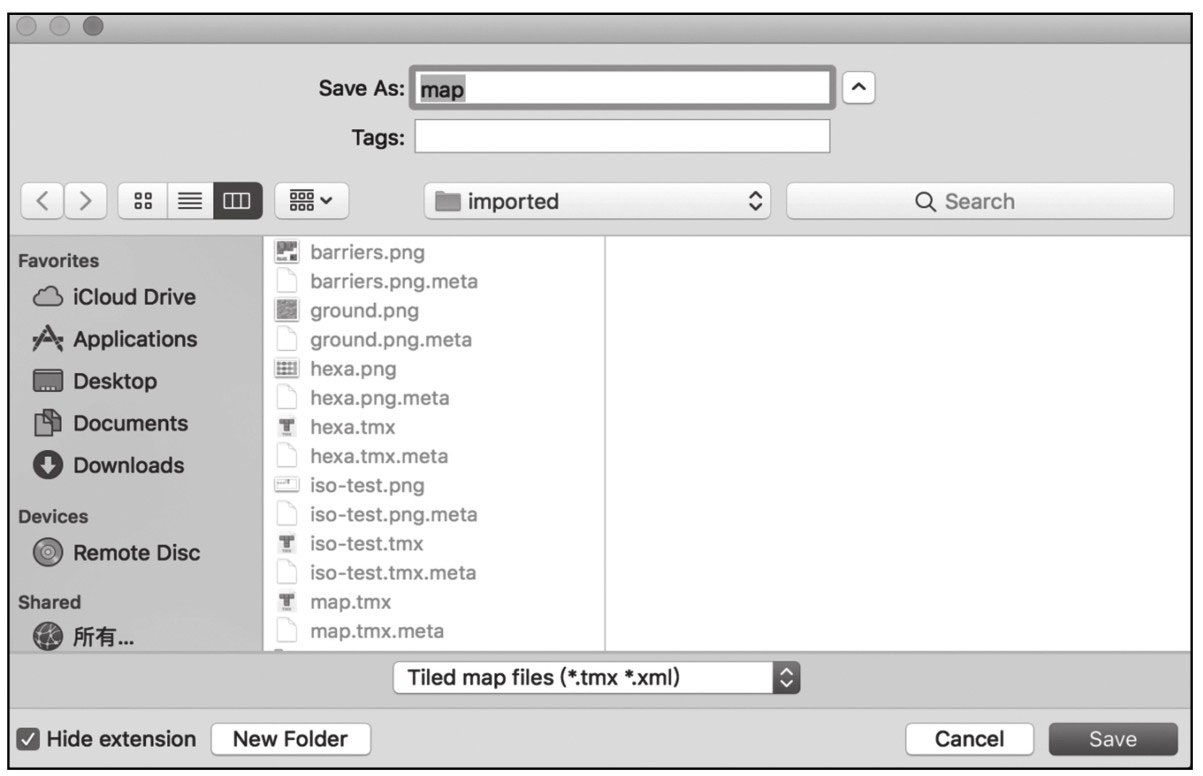 Save As: map
Tags:
imported
Search
Favorites
iCloud Drive
Applications
Desktop
Documents
Downloads
Devices
Remote Disc
Shared
所有...
barriers.png
barriers.png.meta
ground.png
ground.png.meta
hexa.png
hexa.png.meta
hexa.tmx
hexa.tmx.meta
iso-test.png
iso-test.png.meta
iso-test.tmx
iso-test.tmx.meta
map.tmx
map.tmx.meta
Tiled map files (*.tmx *.xml)
Hide extension
New Folder
Cancel
Save